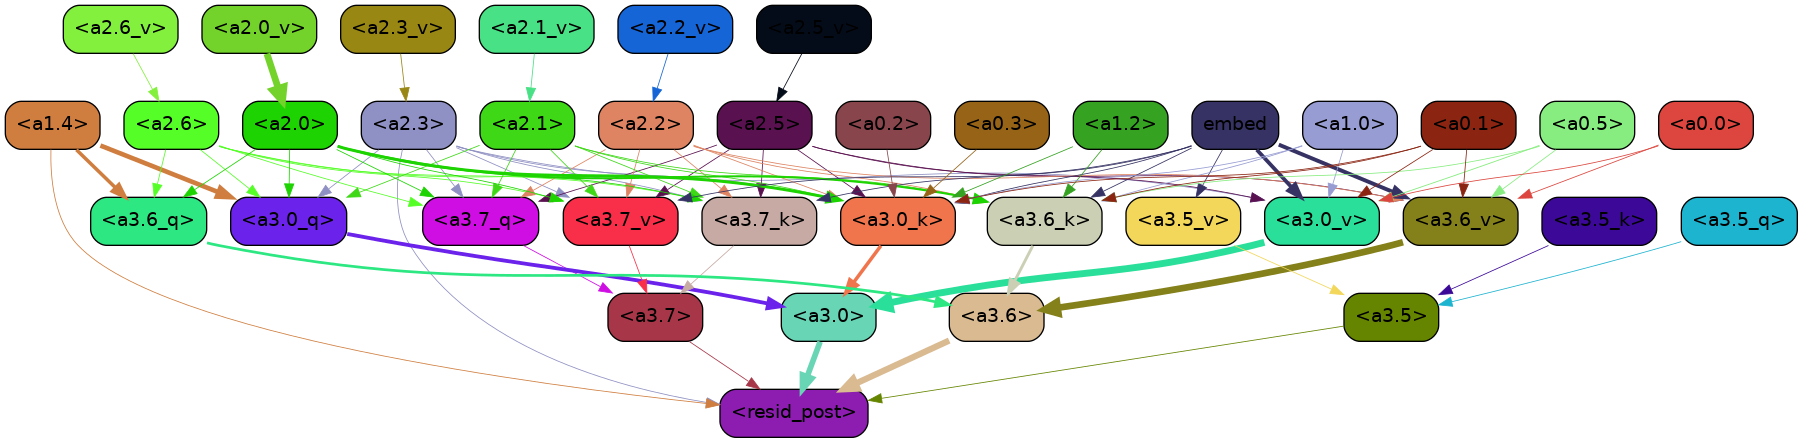 <a2.6_v> <a2.0_v> <a2.3_v> <a2.1_v> <a2.2_v> <a2.5_v>
<a1.4> <a2.6> <a2.0> <a2.3> <a2.1> <a2.2> <a2.5> <a0.2> <a0.3> <a1.2> embed <a1.0> <a0.1> <a0.5> <a0.0>
<a3.6_q> <a3.0_q> <a3.7_q> <a3.7_v> <a3.7_k> <a3.0_k> <a3.6_k> <a3.5_v> <a3.0_v> <a3.6_v> <a3.5_k> <a3.5_q>
<a3.7> <a3.0> <a3.6> <a3.5>
<resid_post>